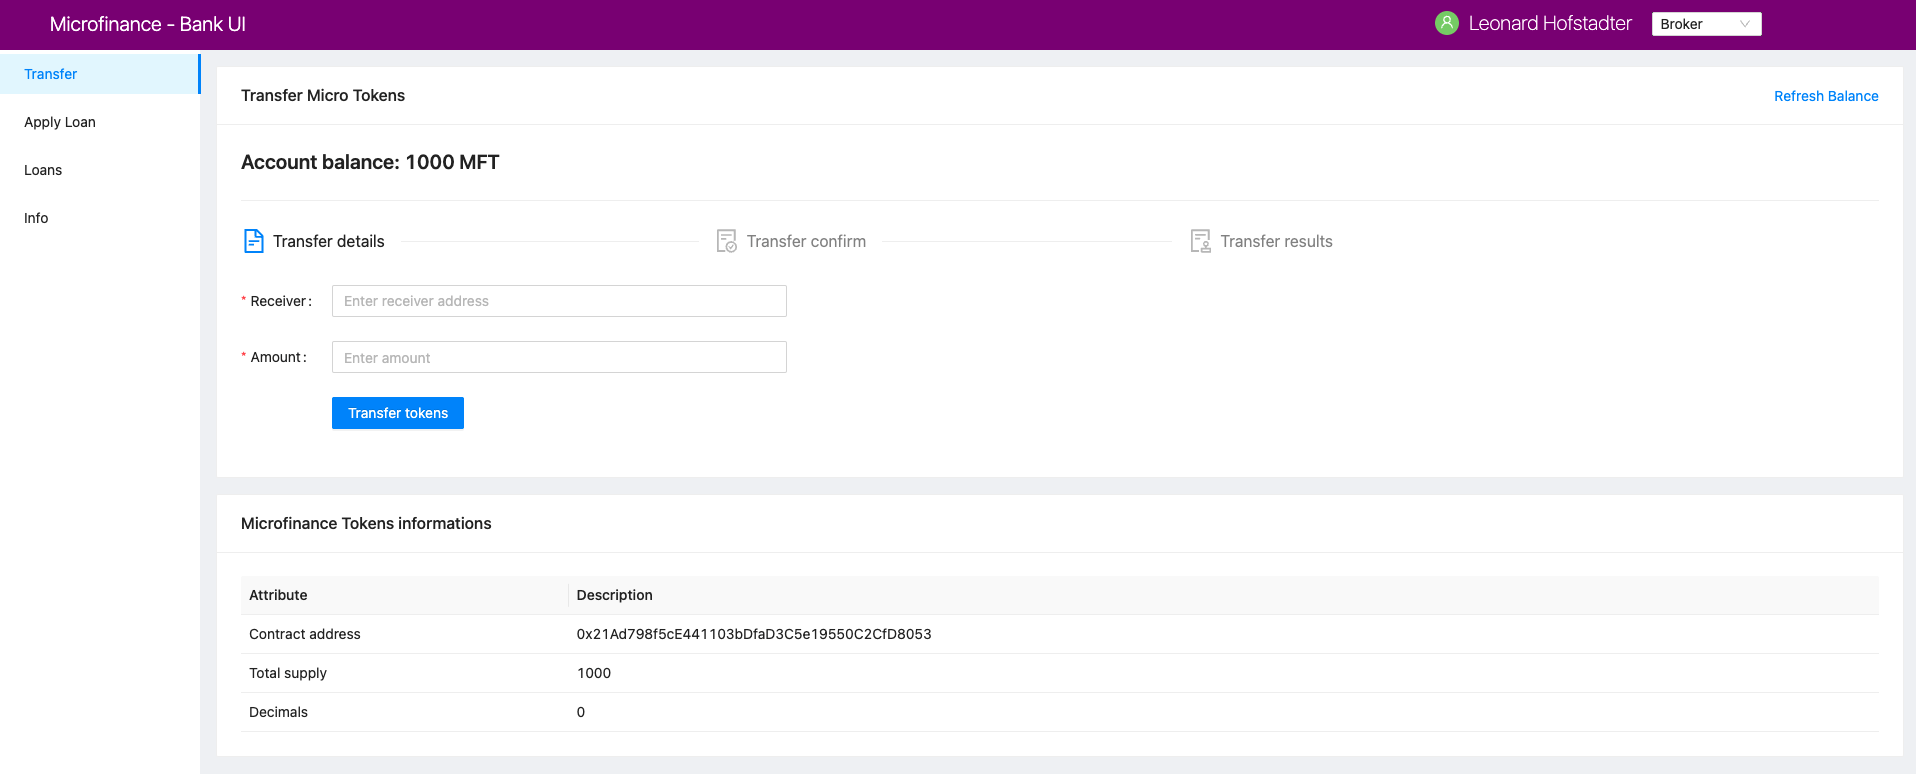 Microfinance - Bank UI
Leonard Hofstadter
Broker
Transfer
Apply Loan
Loans
Info
Transfer Micro Tokens
Refresh Balance
Account balance: 1000 MFT
Transfer details
Transfer confirm
Transfer results
* Receiver:
Enter receiver address
* Amount:
Enter amount
Transfer tokens
Microfinance Tokens informations
Attribute Description
Contract address 0x21Ad798f5cE441103bDfaD3C5e19550C2CfD8053
Total supply 1000
Decimals 0